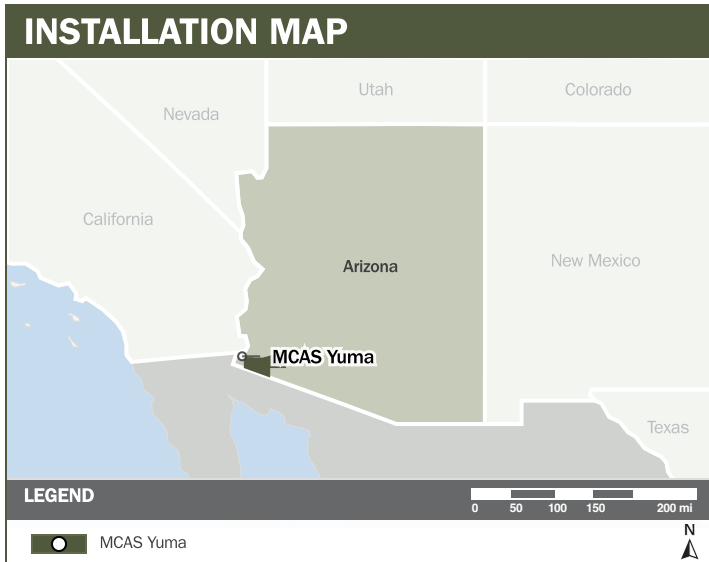 INSTALLATION MAP
Utah
Colorado
Nevada
California
Arizona
New Mexico
MCAS Yuma
Texas
LEGEND
0 50 100 150 200 mi
MCAS Yuma
N